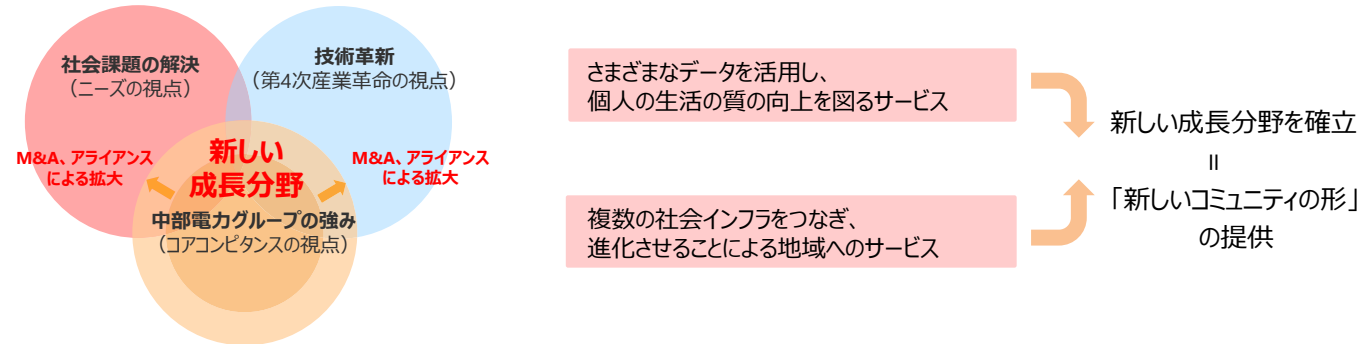 社会課題の解決
(ニーズの視点)
技術革新
(第4次産業革命の視点)
M&A、アライアンス
による拡大
新しい
成長分野
M&A、アライアンス
による拡大
中部電力グループの強み
(コアコンピタンスの視点)
さまざまなデータを活用し、
個人の生活の質の向上を図るサービス
複数の社会インフラをつなぎ、
進化させることによる地域へのサービス
新しい成長分野を確立
=
「新しいコミュニティの形」
の提供